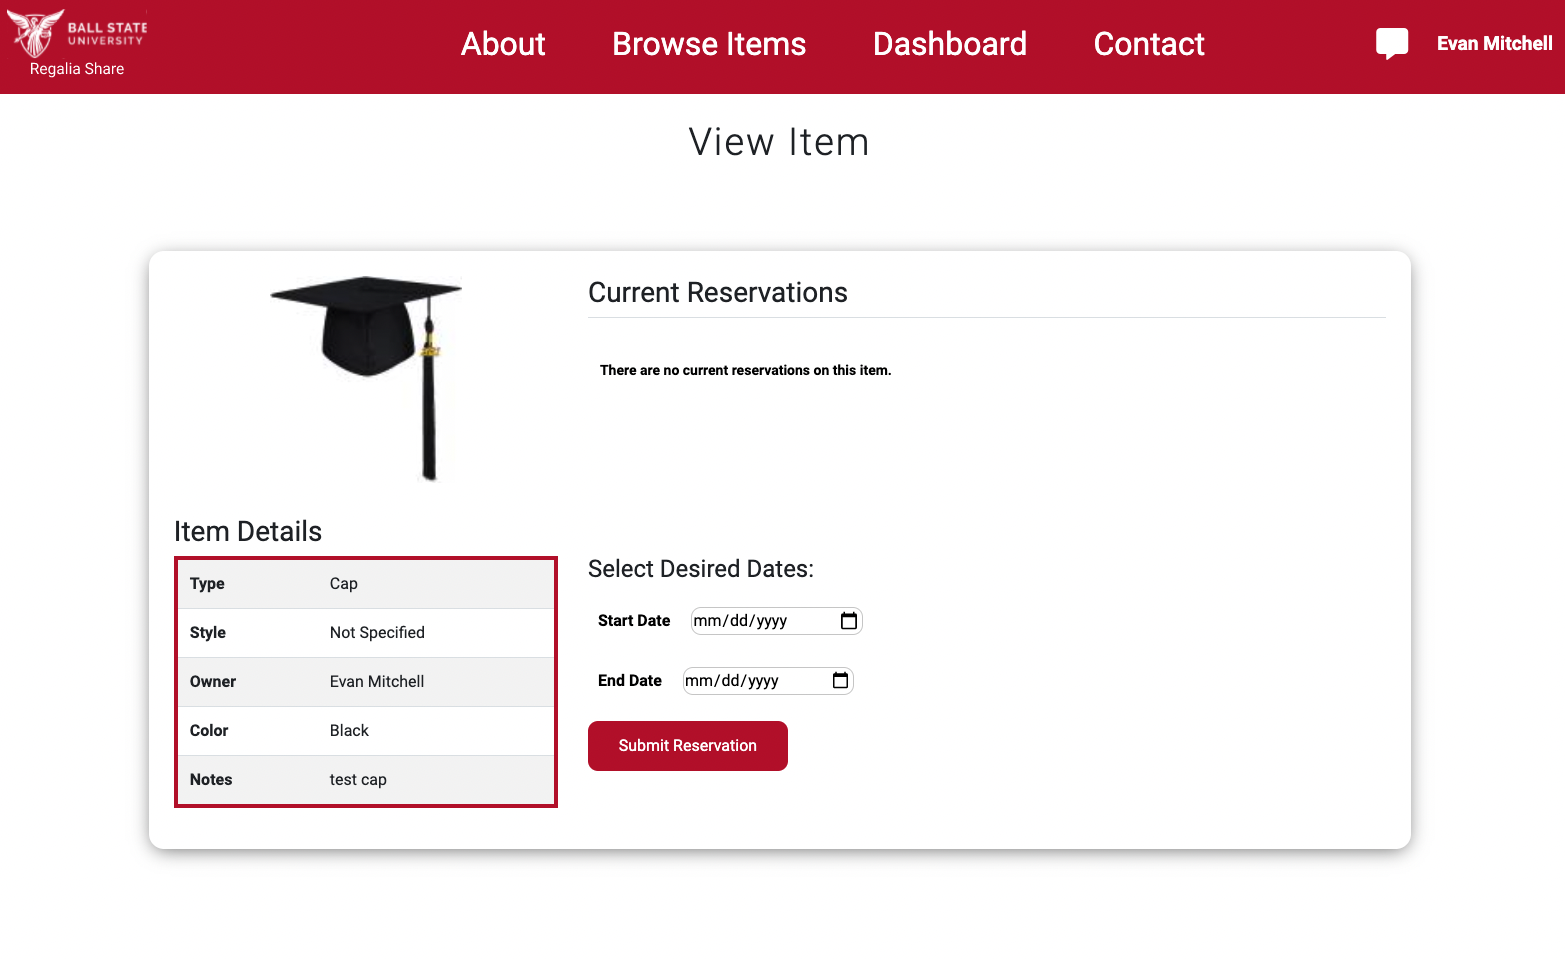 BALL STATE
UNIVERSITY
Regalia Share
About
Browse Items
Dashboard
Contact
Evan Mitchell
View Item
Current Reservations
There are no current reservations on this item.
Item Details
Type Cap
Style Not Specified
Owner Evan Mitchell
Color Black
Notes test cap
Select Desired Dates:
Start Date mm/dd/yyyy
End Date mm/dd/yyyy
Submit Reservation